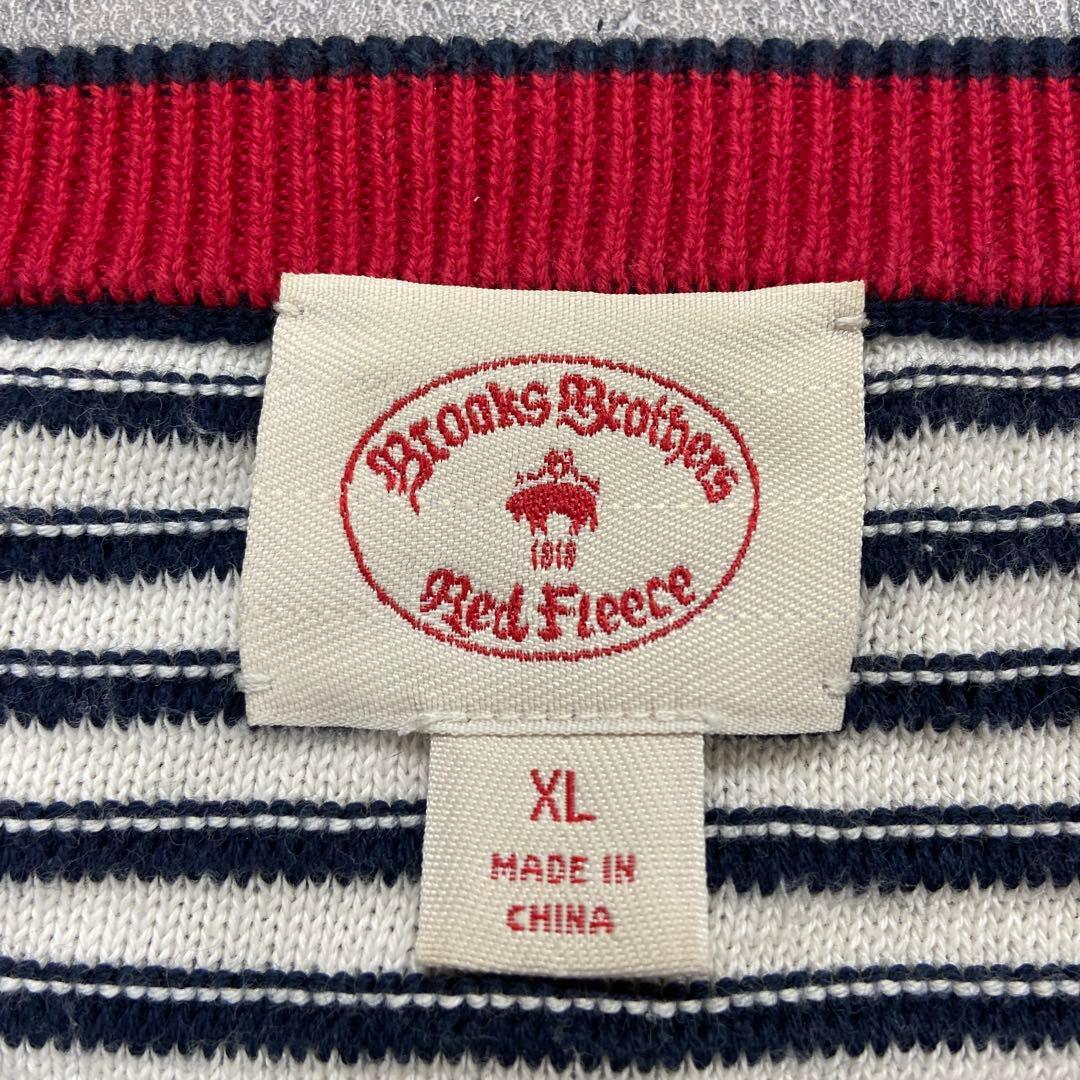 Brooks Brothers
1818
Red Fleece
XL
MADE IN
CHINA